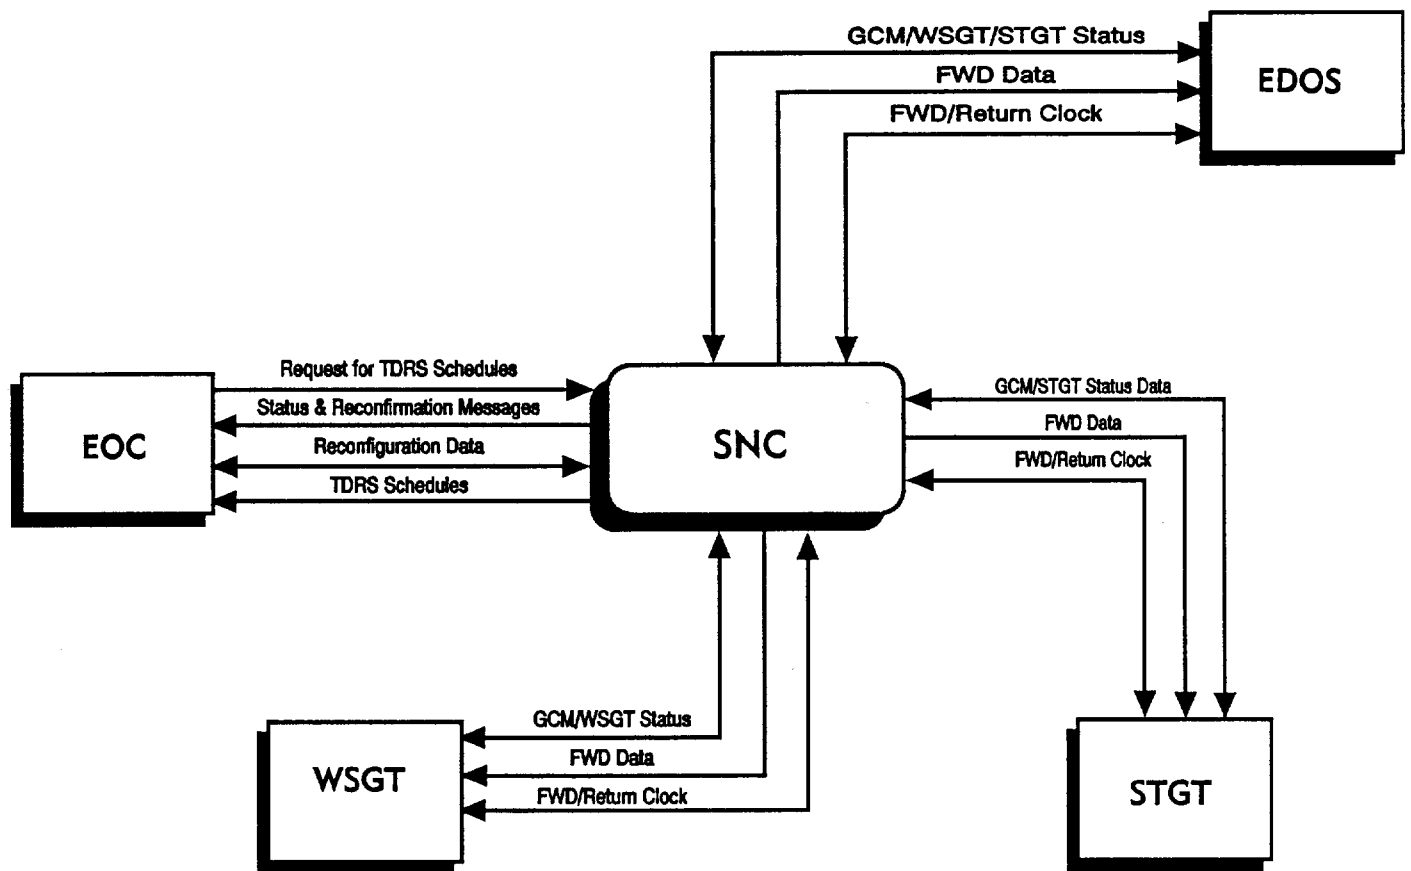 GCM/WSGT/STGT Status
FWD Data
FWD/Return Clock
EDOS
Request for TDRS Schedules
Status & Reconfirmation Messages
Reconfiguration Data
TDRS Schedules
EOC
SNC
GCM/STGT Status Data
FWD Data
FWD/Return Clock
GCM/WSGT Status
FWD Data
FWD/Return Clock
WSGT
STGT